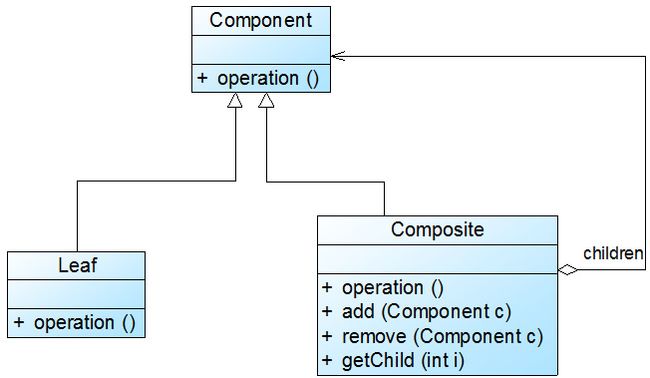 Component
+ operation ()
Composite
children
Leaf
+ operation ()
+ operation ()
+ add (Component c)
+ remove (Component c)
+ getChild (int i)